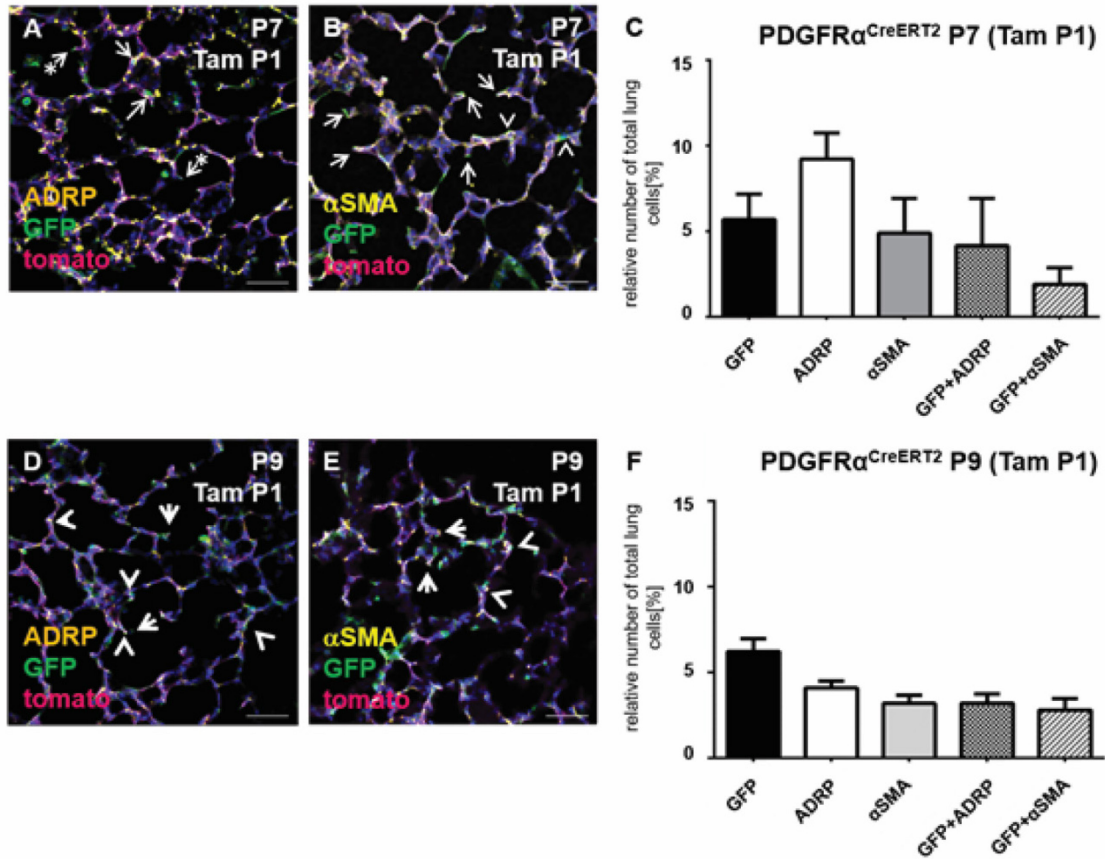 A
P7
Tam P1
ADRP
GFP
tomato
B
P7
Tam P1
αSMA
GFP
tomato
C
PDGFRα^CreERT2 P7 (Tam P1)
relative number of total lung
cells[%]
15
10
5
0
GFP
ADRP
αSMA
GFP+ADRP
GFP+αSMA
D
P9
Tam P1
ADRP
GFP
tomato
E
P9
Tam P1
αSMA
GFP
tomato
F
PDGFRα^CreERT2 P9 (Tam P1)
relative number of total lung
cells[%]
15
10
5
0
GFP
ADRP
αSMA
GFP+ADRP
GFP+αSMA